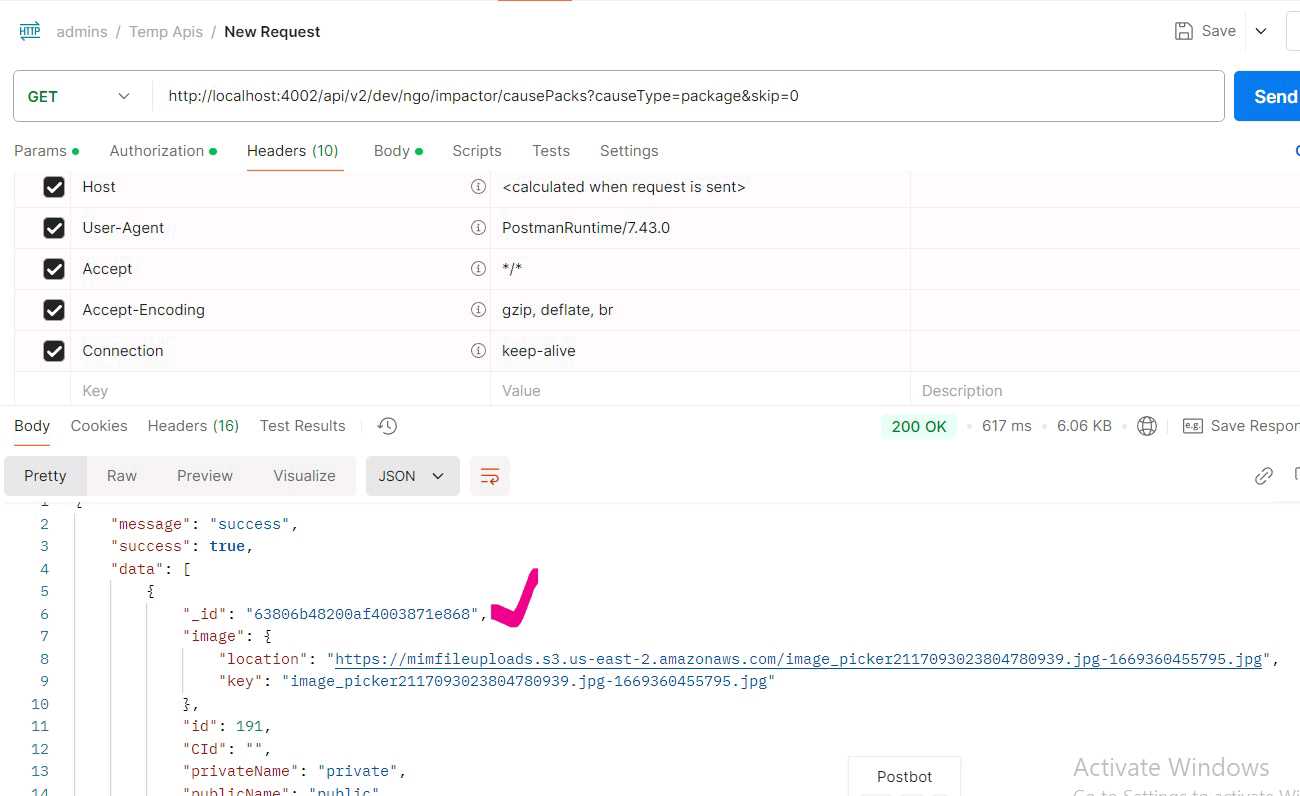 HTTP admins / Temp Apis / New Request Save
GET http://localhost:4002/api/v2/dev/ngo/impactor/causePacks?causeType=package&skip=0 Send
Params Authorization Headers (10) Body Scripts Tests Settings
Host <calculated when request is sent>
User-Agent PostmanRuntime/7.43.0
Accept */*
Accept-Encoding gzip, deflate, br
Connection keep-alive
Key Value Description
Body Cookies Headers (16) Test Results 200 OK 617 ms 6.06 KB e.g. Save Respon
Pretty Raw Preview Visualize JSON
1 {
2 "message": "success",
3 "success": true,
4 "data": [
5 {
6 "_id": "63806b48200af4003871e868",
7 "image": {
8 "location": "https://mimfileuploads.s3.us-east-2.amazonaws.com/image_picker2117093023804780939.jpg-1669360455795.jpg",
9 "key": "image_picker2117093023804780939.jpg-1669360455795.jpg"
10 },
11 "id": 191,
12 "CId": "",
13 "privateName": "private",
14 "publicName": "public"
Postbot
Activate Windows
Go to Settings to activate Wi